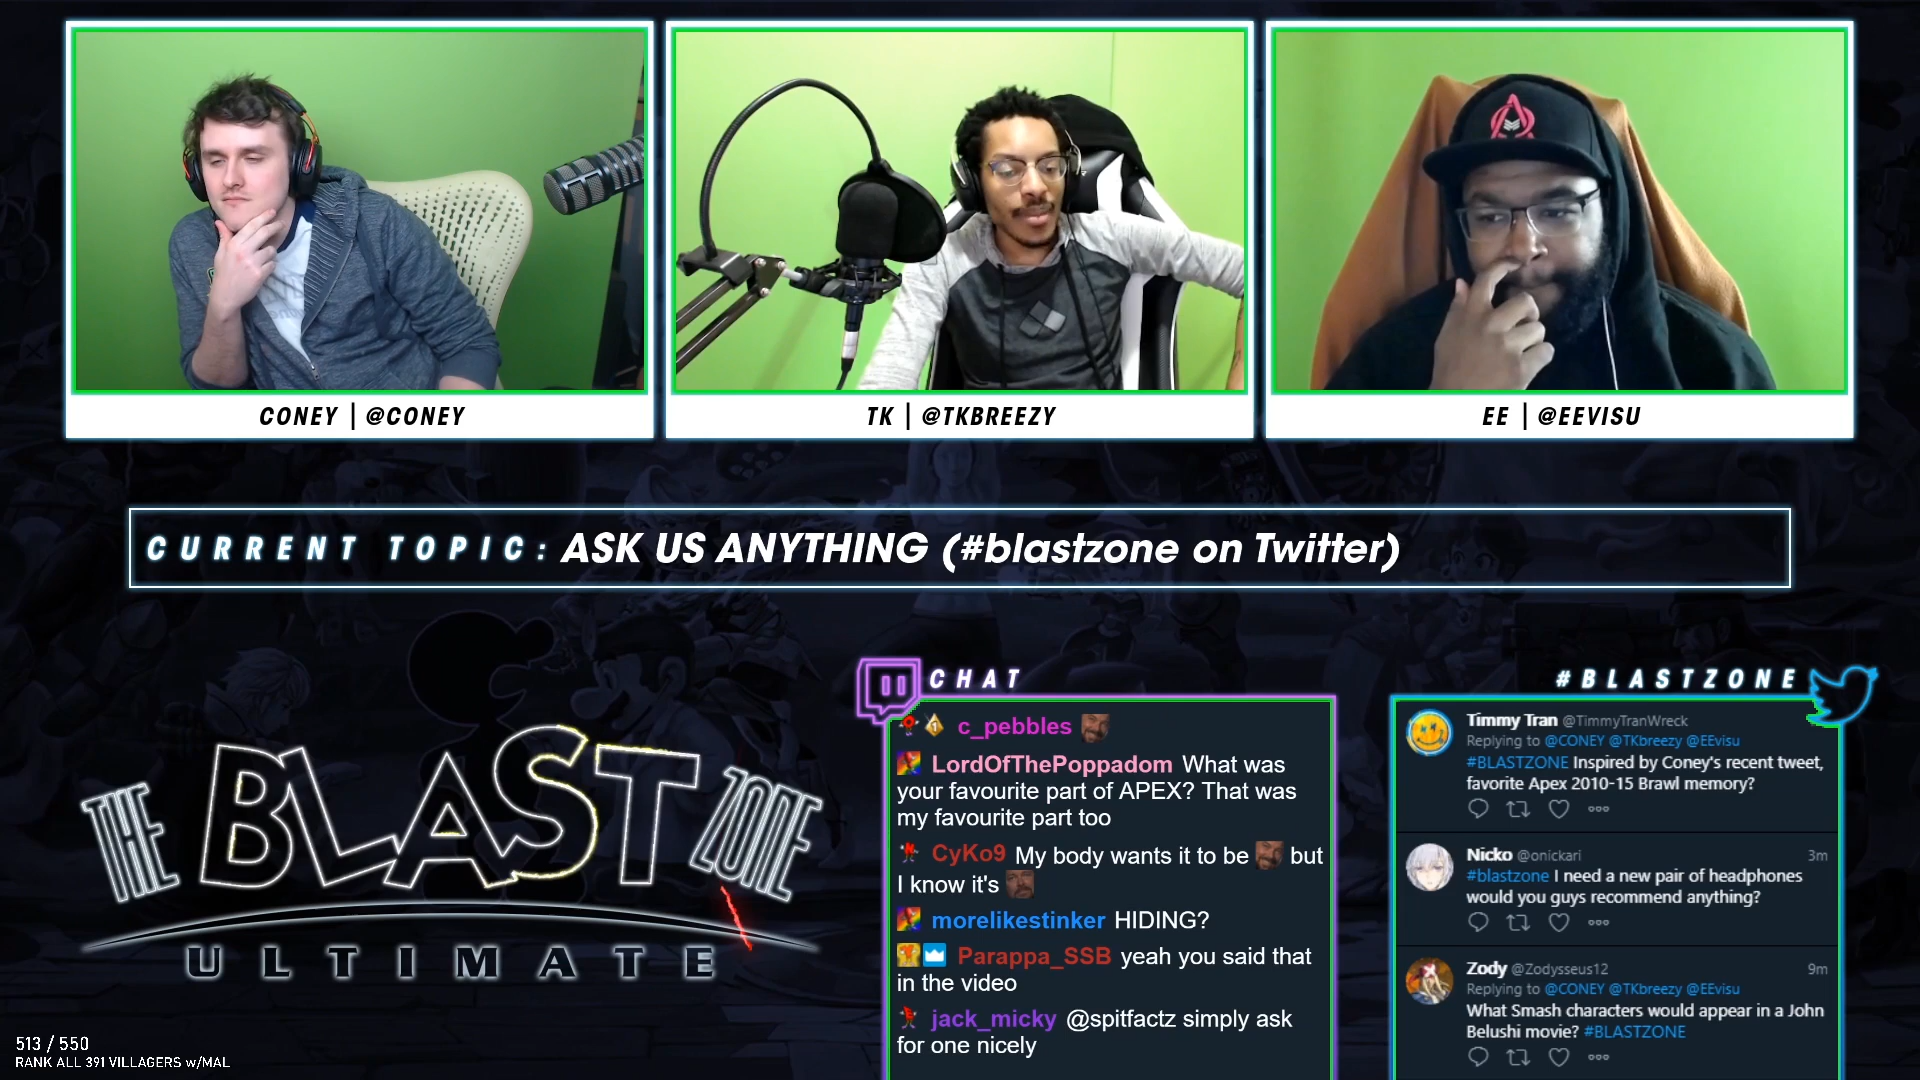 CONEY | @CONEY
TK | @TKBREEZY
EE | @EEVISU
CURRENT TOPIC: ASK US ANYTHING (#blastzone on Twitter)
THE BLAST ZONE
ULTIMATE
513 / 550
RANK ALL 391 VILLAGERS w/MAL
CHAT
c_pebbles
LordOfThePoppadom What was
your favourite part of APEX? That was
my favourite part too
CyKo9 My body wants it to be but
I know it's
morelikestinker HIDING?
Parappa_SSB yeah you said that
in the video
jack_micky @spitfactz simply ask
for one nicely
#BLASTZONE
Timmy Tran @TimmyTranWreck
Replying to @CONEY @TKbreezy @EEvisu
#BLASTZONE Inspired by Coney's recent tweet,
favorite Apex 2010-15 Brawl memory?
Nicko @onickari 3m
#blastzone I need a new pair of headphones
would you guys recommend anything?
Zody @Zodysseus12 9m
Replying to @CONEY @TKbreezy @EEvisu
What Smash characters would appear in a John
Belushi movie? #BLASTZONE